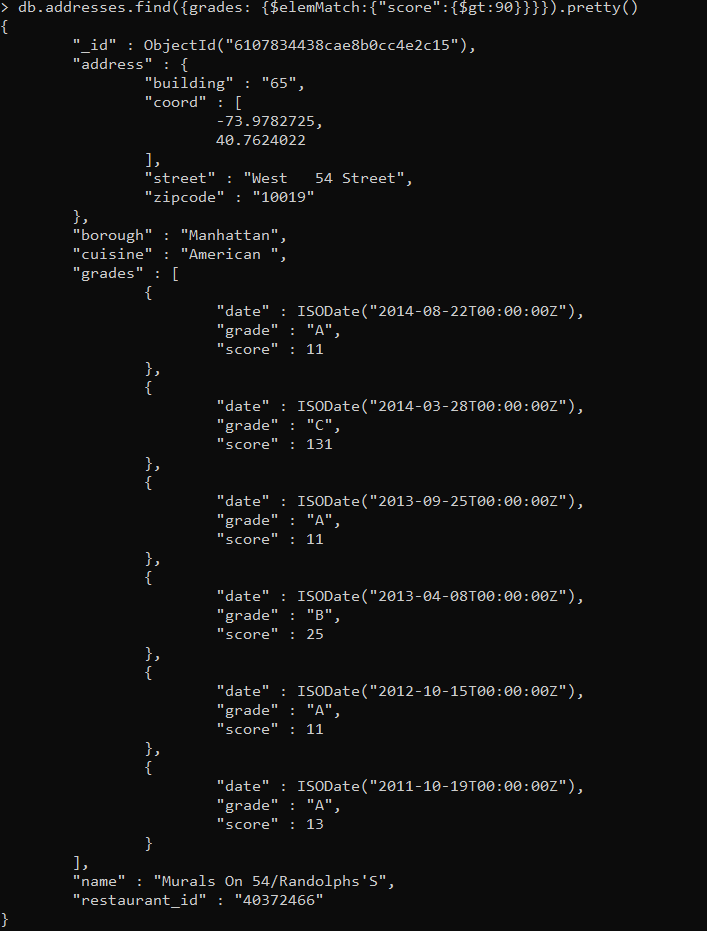 > db.addresses.find({grades: {$elemMatch:{"score":{$gt:90}}}}).pretty()
{
        "_id" : ObjectId("6107834438cae8b0cc4e2c15"),
        "address" : {
                "building" : "65",
                "coord" : [
                        -73.9782725,
                        40.7624022
                ],
                "street" : "West   54 Street",
                "zipcode" : "10019"
        },
        "borough" : "Manhattan",
        "cuisine" : "American ",
        "grades" : [
                {
                        "date" : ISODate("2014-08-22T00:00:00Z"),
                        "grade" : "A",
                        "score" : 11
                },
                {
                        "date" : ISODate("2014-03-28T00:00:00Z"),
                        "grade" : "C",
                        "score" : 131
                },
                {
                        "date" : ISODate("2013-09-25T00:00:00Z"),
                        "grade" : "A",
                        "score" : 11
                },
                {
                        "date" : ISODate("2013-04-08T00:00:00Z"),
                        "grade" : "B",
                        "score" : 25
                },
                {
                        "date" : ISODate("2012-10-15T00:00:00Z"),
                        "grade" : "A",
                        "score" : 11
                },
                {
                        "date" : ISODate("2011-10-19T00:00:00Z"),
                        "grade" : "A",
                        "score" : 13
                }
        ],
        "name" : "Murals On 54/Randolphs'S",
        "restaurant_id" : "40372466"
}